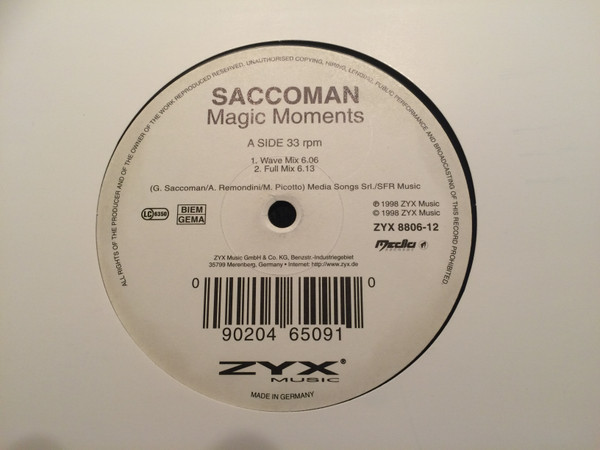 ALL RIGHTS OF THE PRODUCER AND OF THE OWNER OF THE WORK REPRODUCED RESERVED. UNAUTHORISED COPYING, HIRING, LENDING, PUBLIC PERFORMANCE AND BROADCASTING OF THIS RECORD PROHIBITED
SACCOMAN
Magic Moments
A SIDE 33 rpm
1. Wave Mix 6.06
2. Full Mix 6.13
(G. Saccoman/A. Remondini/M. Picotto) Media Songs Srl./SFR Music
LC 6350
BIEM
GEMA
℗ 1998 ZYX Music
© 1998 ZYX Music
ZYX 8806-12
Media
ZYX Music GmbH & Co. KG, Benzstr.-Industriegebiet
35799 Merenberg, Germany • Internet: http://www.zyx.de
0 90204 65091 0
ZYX®
MUSIC
MADE IN GERMANY